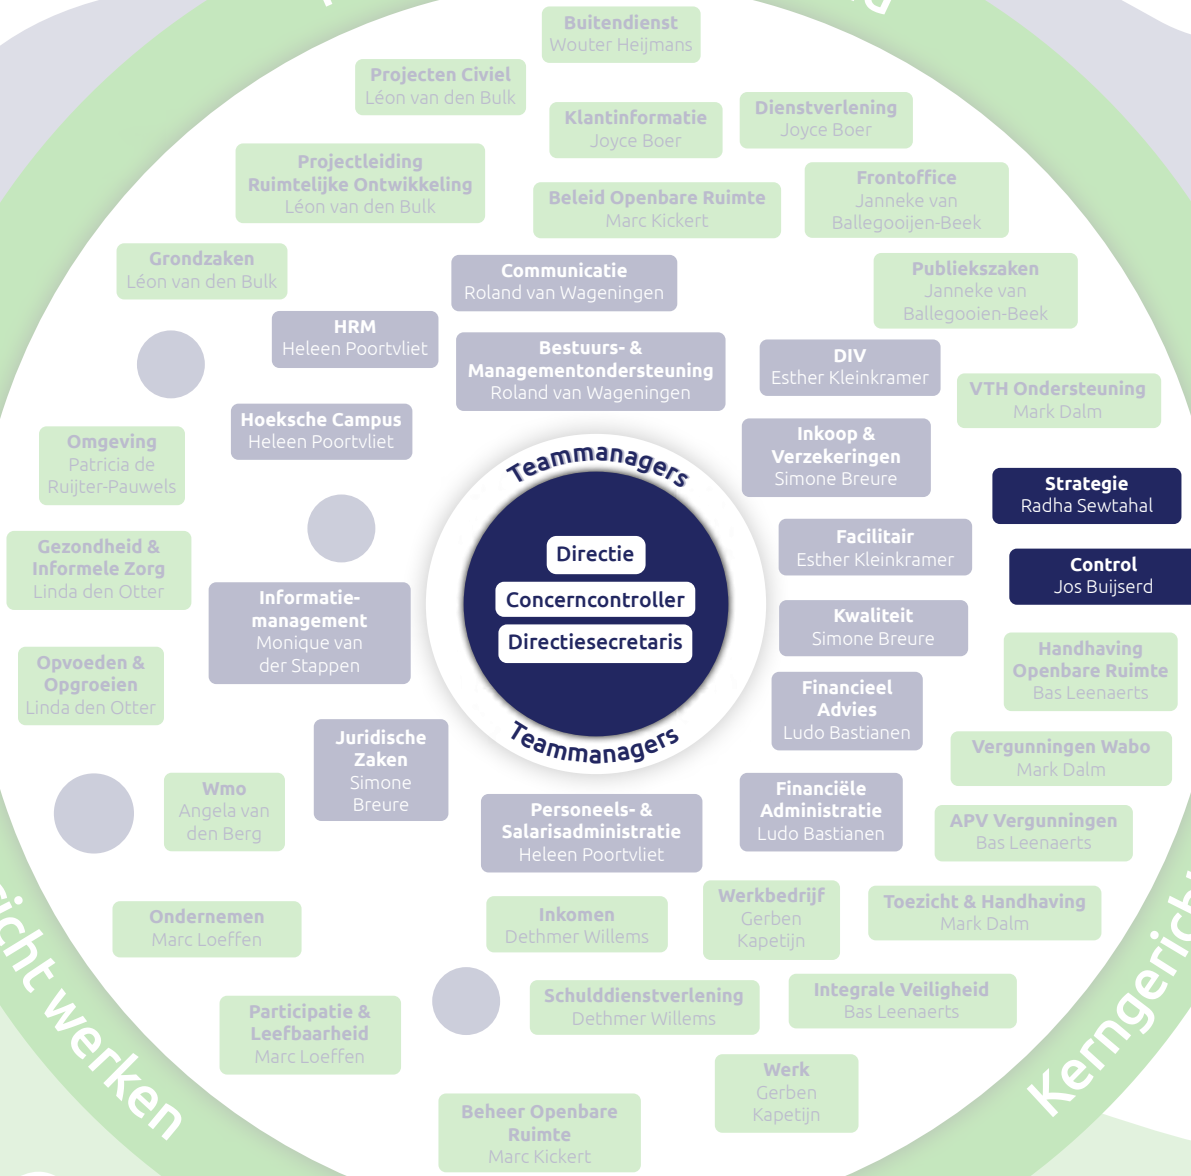 Buitendienst
Wouter Heijmans
Projecten Civiel
Léon van den Bulk
Klantinformatie
Joyce Boer
Dienstverlening
Joyce Boer
Projectleiding
Ruimtelijke Ontwikkeling
Léon van den Bulk
Beleid Openbare Ruimte
Marc Kickert
Frontoffice
Janneke van
Ballegooijen-Beek
Grondzaken
Léon van den Bulk
Communicatie
Roland van Wageningen
Publiekszaken
Janneke van
Ballegooien-Beek
HRM
Heleen Poortvliet
Bestuurs- &
Managementondersteuning
Roland van Wageningen
DIV
Esther Kleinkramer
VTH Ondersteuning
Mark Dalm
Hoeksche Campus
Heleen Poortvliet
Inkoop &
Verzekeringen
Simone Breure
Omgeving
Patricia de
Ruijter-Pauwels
Teammanagers
Strategie
Radha Sewtahal
Gezondheid &
Informele Zorg
Linda den Otter
Directie
Concerncontroller
Directiesecretaris
Facilitair
Esther Kleinkramer
Control
Jos Buijserd
Informatie-
management
Monique van
der Stappen
Kwaliteit
Simone Breure
Opvoeden &
Opgroeien
Linda den Otter
Handhaving
Openbare Ruimte
Bas Leenaerts
Financieel
Advies
Ludo Bastianen
Teammanagers
Juridische
Zaken
Simone
Breure
Vergunningen Wabo
Mark Dalm
Wmo
Angela van
den Berg
Personeels- &
Salarisadministratie
Heleen Poortvliet
Financiële
Administratie
Ludo Bastianen
APV Vergunningen
Bas Leenaerts
Ondernemen
Marc Loeffen
Inkomen
Dethmer Willems
Werkbedrijf
Gerben
Kapetijn
Toezicht & Handhaving
Mark Dalm
Participatie &
Leefbaarheid
Marc Loeffen
Schulddienstverlening
Dethmer Willems
Integrale Veiligheid
Bas Leenaerts
Werk
Gerben
Kapetijn
Beheer Openbare
Ruimte
Marc Kickert
icht werken
Kerngerich